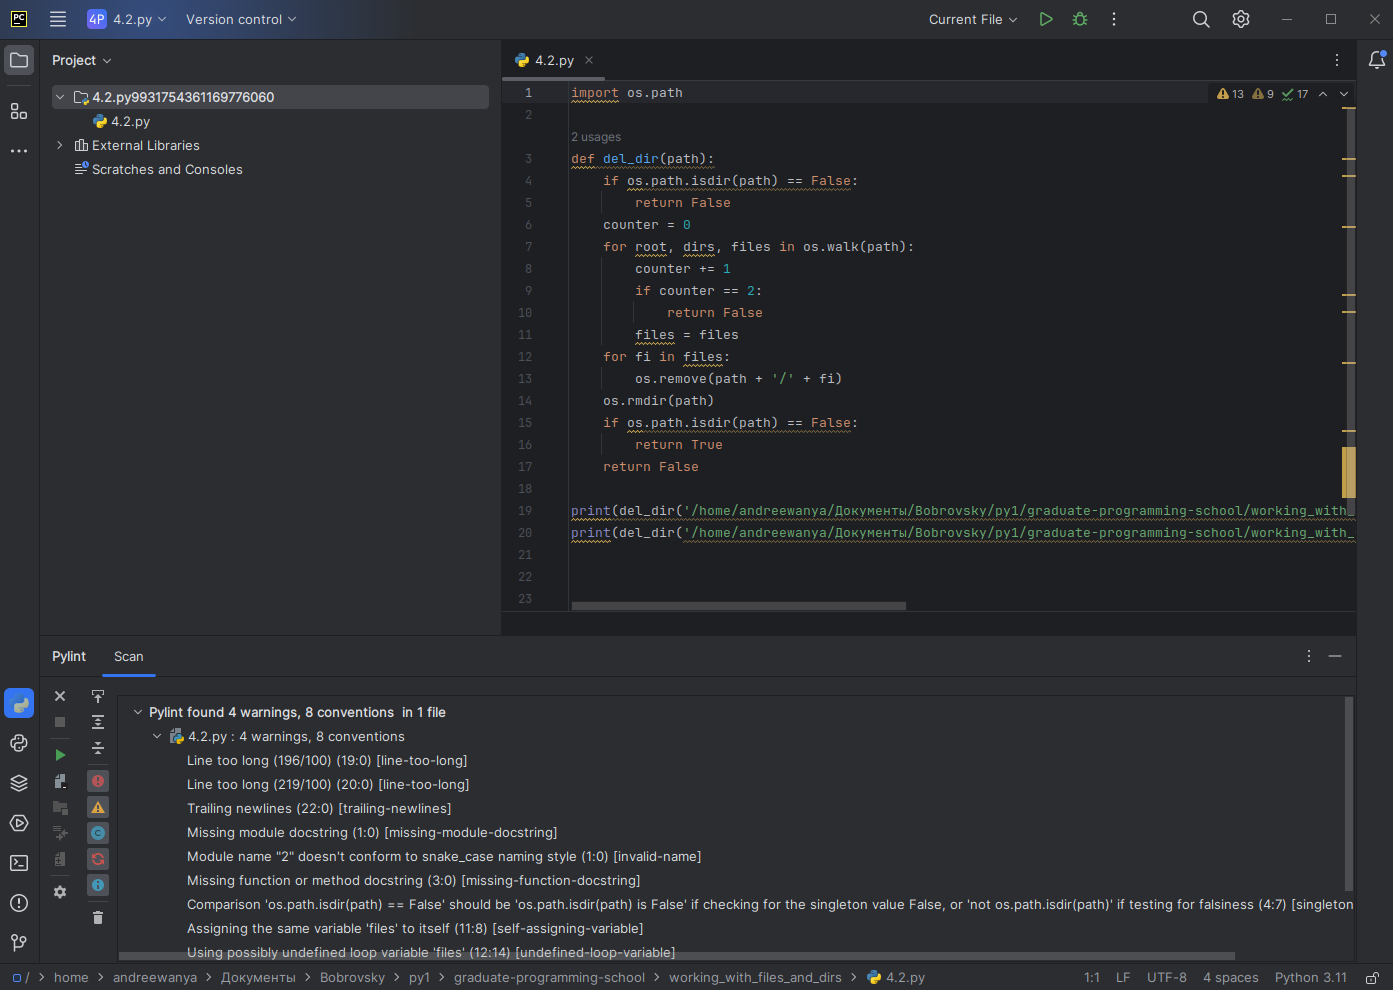 PC 4P 4.2.py Version control Current File
Project
4.2.py
4.2.py9931754361169776060
4.2.py
External Libraries
Scratches and Consoles
13 9 17
1 import os.path
2
2 usages
3 def del_dir(path):
4 if os.path.isdir(path) == False:
5 return False
6 counter = 0
7 for root, dirs, files in os.walk(path):
8 counter += 1
9 if counter == 2:
10 return False
11 files = files
12 for fi in files:
13 os.remove(path + '/' + fi)
14 os.rmdir(path)
15 if os.path.isdir(path) == False:
16 return True
17 return False
18
19 print(del_dir('/home/andreewanya/Документы/Bobrovsky/py1/graduate-programming-school/working_with_
20 print(del_dir('/home/andreewanya/Документы/Bobrovsky/py1/graduate-programming-school/working_with_
21
22
23
Pylint Scan
Pylint found 4 warnings, 8 conventions in 1 file
4.2.py : 4 warnings, 8 conventions
Line too long (196/100) (19:0) [line-too-long]
Line too long (219/100) (20:0) [line-too-long]
Trailing newlines (22:0) [trailing-newlines]
Missing module docstring (1:0) [missing-module-docstring]
Module name "2" doesn't conform to snake_case naming style (1:0) [invalid-name]
Missing function or method docstring (3:0) [missing-function-docstring]
Comparison 'os.path.isdir(path) == False' should be 'os.path.isdir(path) is False' if checking for the singleton value False, or 'not os.path.isdir(path)' if testing for falsiness (4:7) [singleton
Assigning the same variable 'files' to itself (11:8) [self-assigning-variable]
Using possibly undefined loop variable 'files' (12:14) [undefined-loop-variable]
/ > home > andreewanya > Документы > Bobrovsky > py1 > graduate-programming-school > working_with_files_and_dirs > 4.2.py 1:1 LF UTF-8 4 spaces Python 3.11